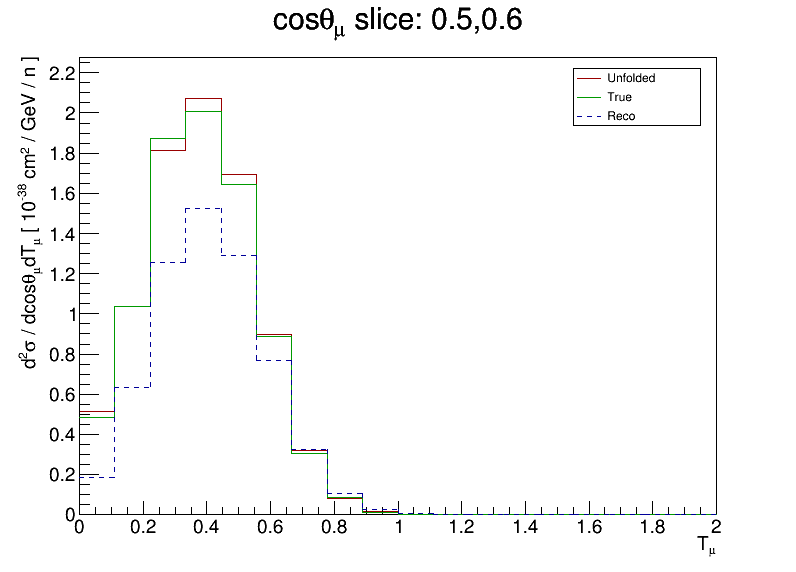 cosθμ slice: 0.5,0.6
d²σ / dcosθμdTμ [ 10⁻³⁸ cm² / GeV / n ]
Unfolded
True
Reco
2.2
2
1.8
1.6
1.4
1.2
1
0.8
0.6
0.4
0.2
0
0 0.2 0.4 0.6 0.8 1 1.2 1.4 1.6 1.8 2
Tμ